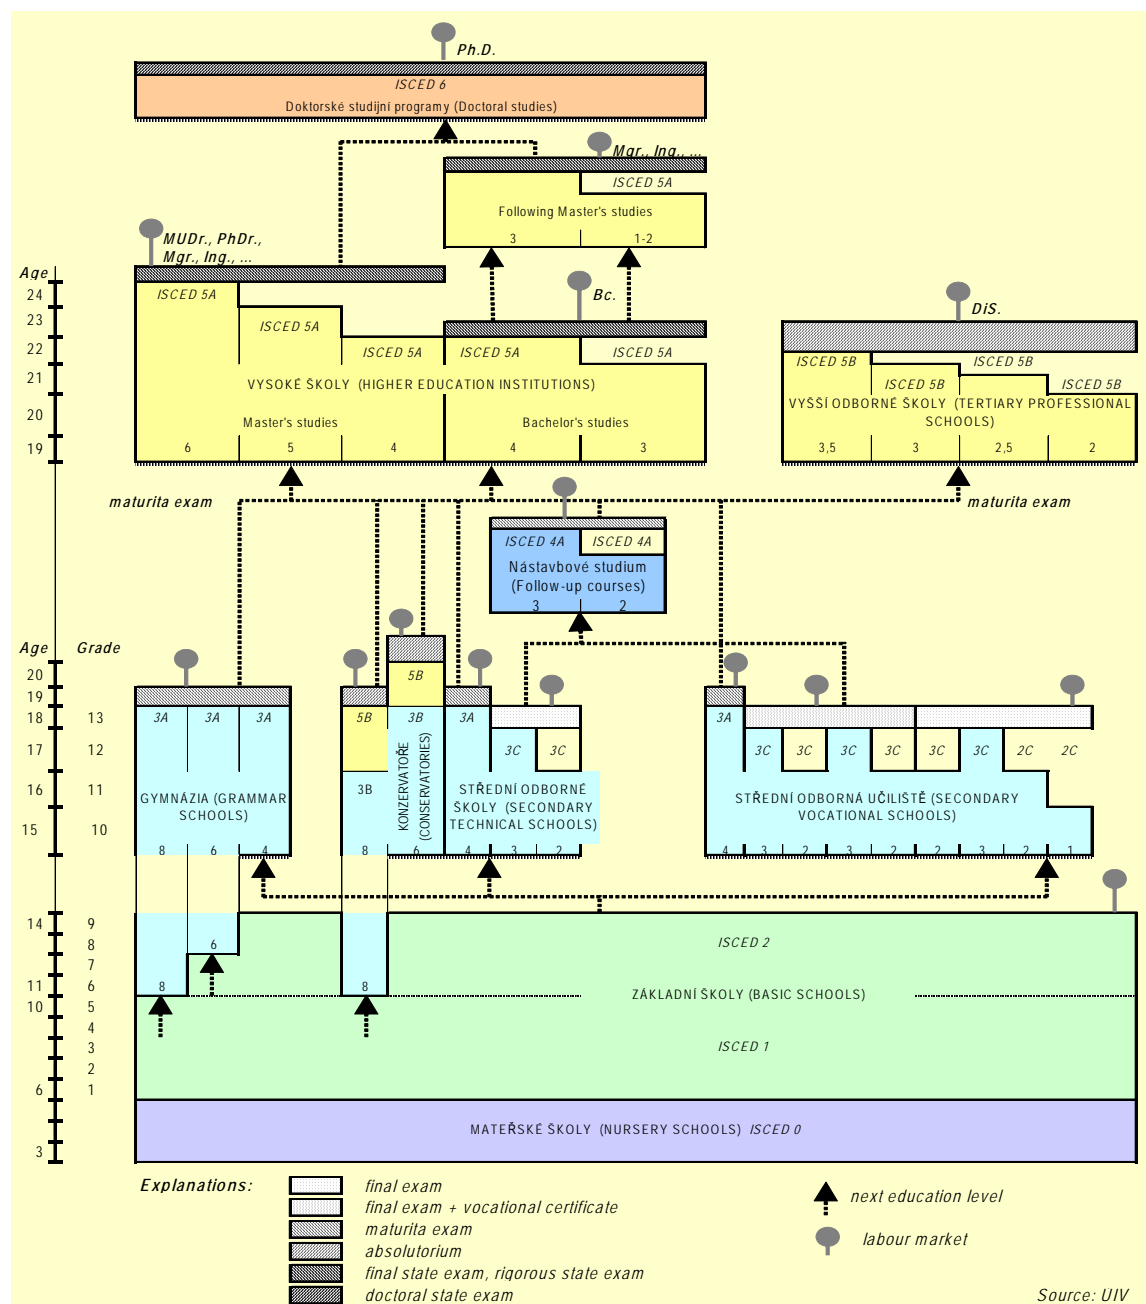 Ph.D.
ISCED 6
Doktorské studijní programy (Doctoral studies)
Mgr., Ing., ...
ISCED 5A
Following Master's studies
3 1-2
MUDr., PhDr.,
Mgr., Ing., ...
Age
24
23
22
21
20
19
ISCED 5A
ISCED 5A
ISCED 5A
Bc.
ISCED 5A
ISCED 5A
VYSOKÉ ŠKOLY (HIGHER EDUCATION INSTITUTIONS)
Master's studies
Bachelor's studies
6 5 4 4 3
DiS.
ISCED 5B
ISCED 5B
ISCED 5B
ISCED 5B
VYŠŠÍ ODBORNÉ ŠKOLY (TERTIARY PROFESSIONAL
SCHOOLS)
3,5 3 2,5 2
maturita exam
maturita exam
ISCED 4A
ISCED 4A
Nástavbové studium
(Follow-up courses)
3 2
Age Grade
20
19
18 13
17 12
16 11
15 10
3A 3A 3A
GYMNÁZIA (GRAMMAR
SCHOOLS)
8 6 4
5B
3B
8
5B
3B
KONZERVATOŘE
(CONSERVATORIES)
6
3A
3C
3C
STŘEDNÍ ODBORNÉ
ŠKOLY (SECONDARY
TECHNICAL SCHOOLS)
4 3 2
3A
3C 3C 3C 3C 3C 3C 2C 2C
STŘEDNÍ ODBORNÁ UČILIŠTĚ (SECONDARY
VOCATIONAL SCHOOLS)
4 3 2 3 2 2 3 2 1
14 9
8
7
11 6
10 5
4
3
2
6 1
3
6
8
8
ISCED 2
ZÁKLADNÍ ŠKOLY (BASIC SCHOOLS)
ISCED 1
MATEŘSKÉ ŠKOLY (NURSERY SCHOOLS) ISCED 0
Explanations:
final exam
final exam + vocational certificate
maturita exam
absolutorium
final state exam, rigorous state exam
doctoral state exam
next education level
labour market
Source: UIV